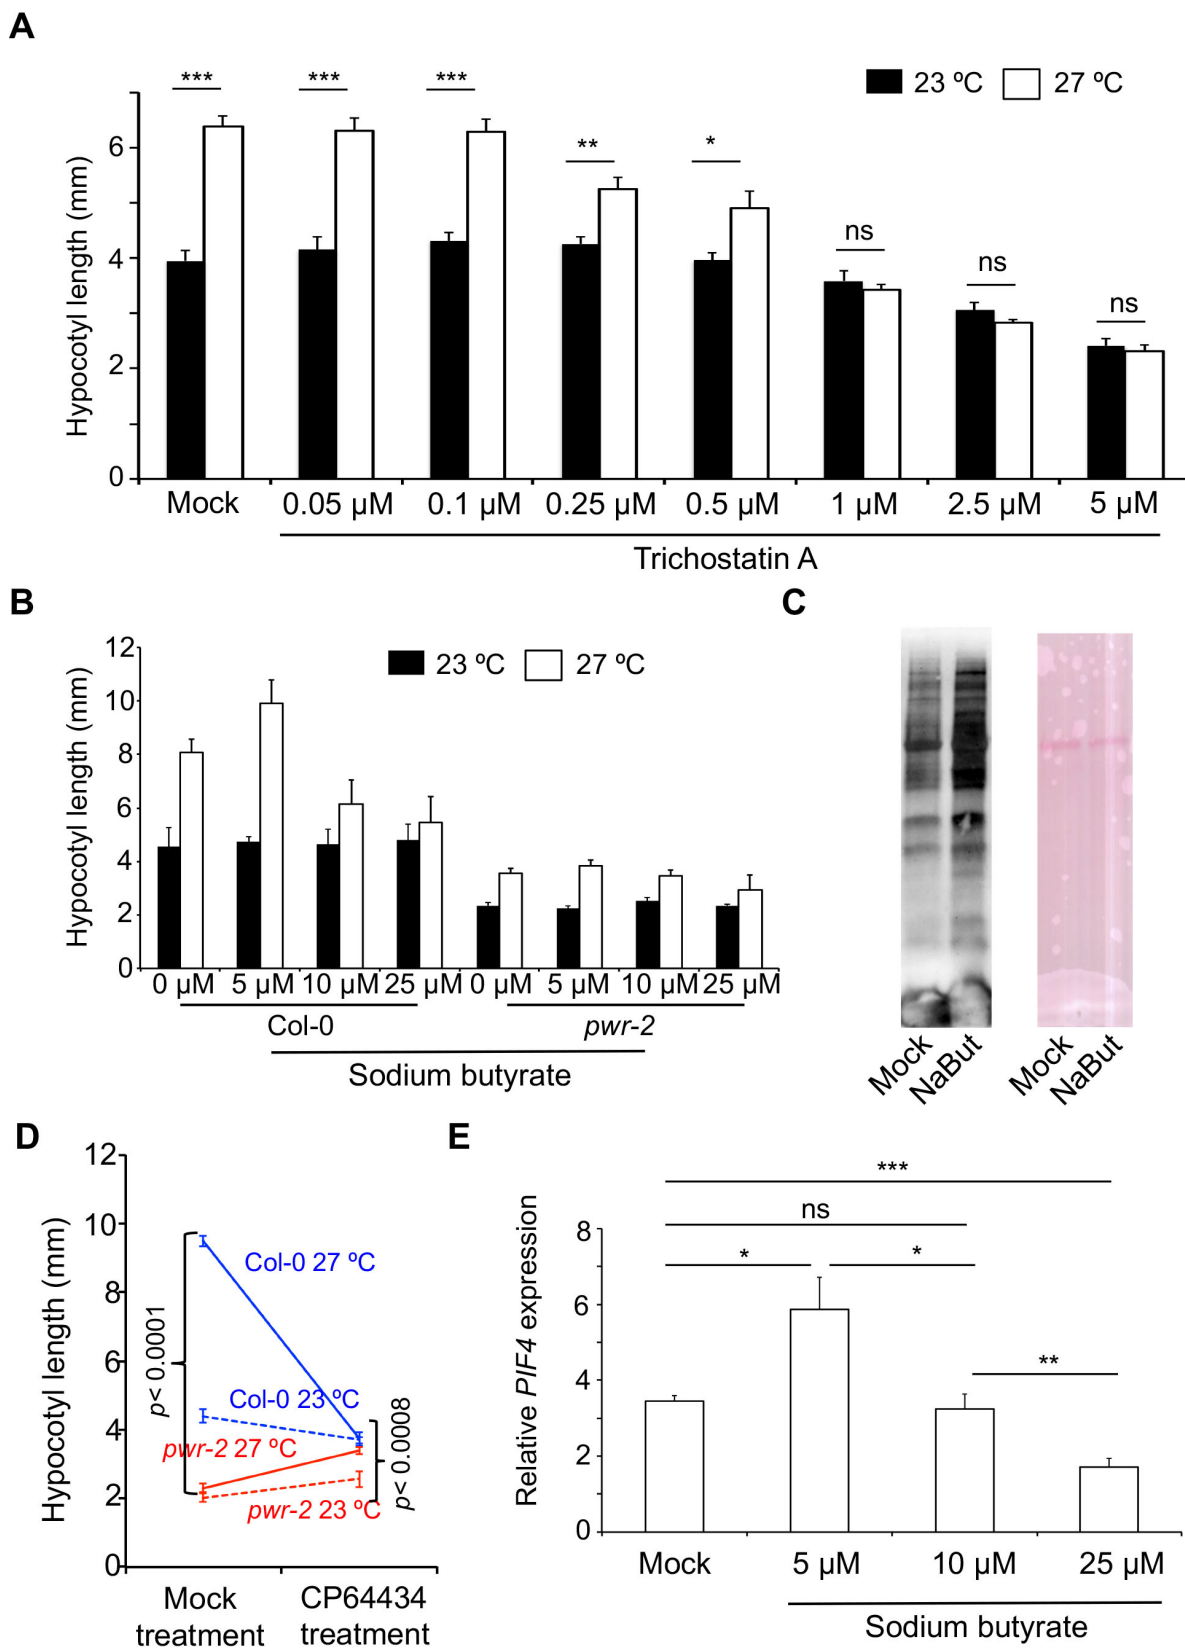 A
*** *** *** ** * ns ns ns
23 ºC 27 ºC
Hypocotyl length (mm)
6
4
2
0
Mock 0.05 µM 0.1 µM 0.25 µM 0.5 µM 1 µM 2.5 µM 5 µM
Trichostatin A
B
23 ºC 27 ºC
Hypocotyl length (mm)
12
10
8
6
4
2
0
0 µM 5 µM 10 µM 25 µM 0 µM 5 µM 10 µM 25 µM
Col-0 pwr-2
Sodium butyrate
C
Mock NaBut Mock NaBut
D
Hypocotyl length (mm)
12
10
8
6
4
2
0
p< 0.0001
Col-0 27 ºC
Col-0 23 ºC
pwr-2 27 ºC
pwr-2 23 ºC
p< 0.0008
Mock CP64434
treatment treatment
E
Relative PIF4 expression
8
6
4
2
0
***
ns
* *
**
Mock 5 µM 10 µM 25 µM
Sodium butyrate